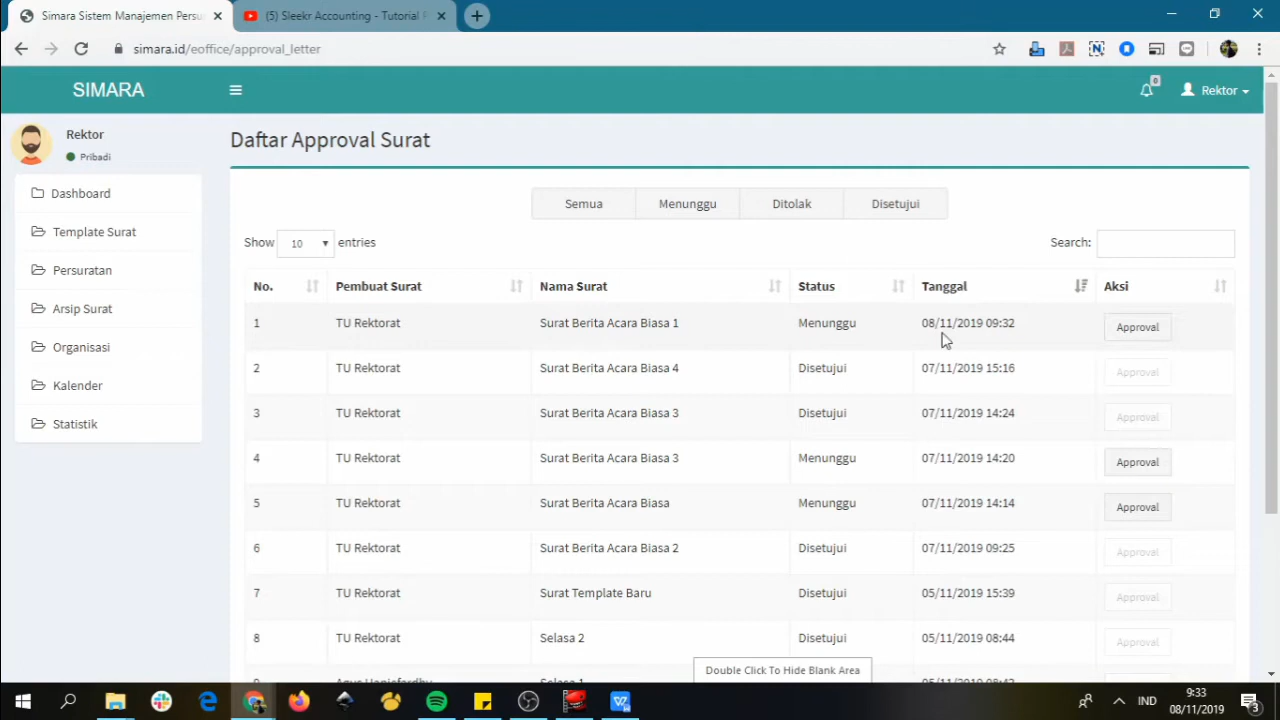 Simara Sistem Manajemen Persu
(5) Sleekr Accounting - Tutorial P
simara.id/eoffice/approval_letter
SIMARA
0
Rektor
Rektor
Pribadi
Dashboard
Template Surat
Persuratan
Arsip Surat
Organisasi
Kalender
Statistik
Daftar Approval Surat
Semua Menunggu Ditolak Disetujui
Show 10 entries
Search:
No. Pembuat Surat Nama Surat Status Tanggal Aksi
1 TU Rektorat Surat Berita Acara Biasa 1 Menunggu 08/11/2019 09:32 Approval
2 TU Rektorat Surat Berita Acara Biasa 4 Disetujui 07/11/2019 15:16 Approval
3 TU Rektorat Surat Berita Acara Biasa 3 Disetujui 07/11/2019 14:24 Approval
4 TU Rektorat Surat Berita Acara Biasa 3 Menunggu 07/11/2019 14:20 Approval
5 TU Rektorat Surat Berita Acara Biasa Menunggu 07/11/2019 14:14 Approval
6 TU Rektorat Surat Berita Acara Biasa 2 Disetujui 07/11/2019 09:25 Approval
7 TU Rektorat Surat Template Baru Disetujui 05/11/2019 15:39 Approval
8 TU Rektorat Selasa 2 Disetujui 05/11/2019 08:44 Approval
Double Click To Hide Blank Area
IND
9:33
08/11/2019
3